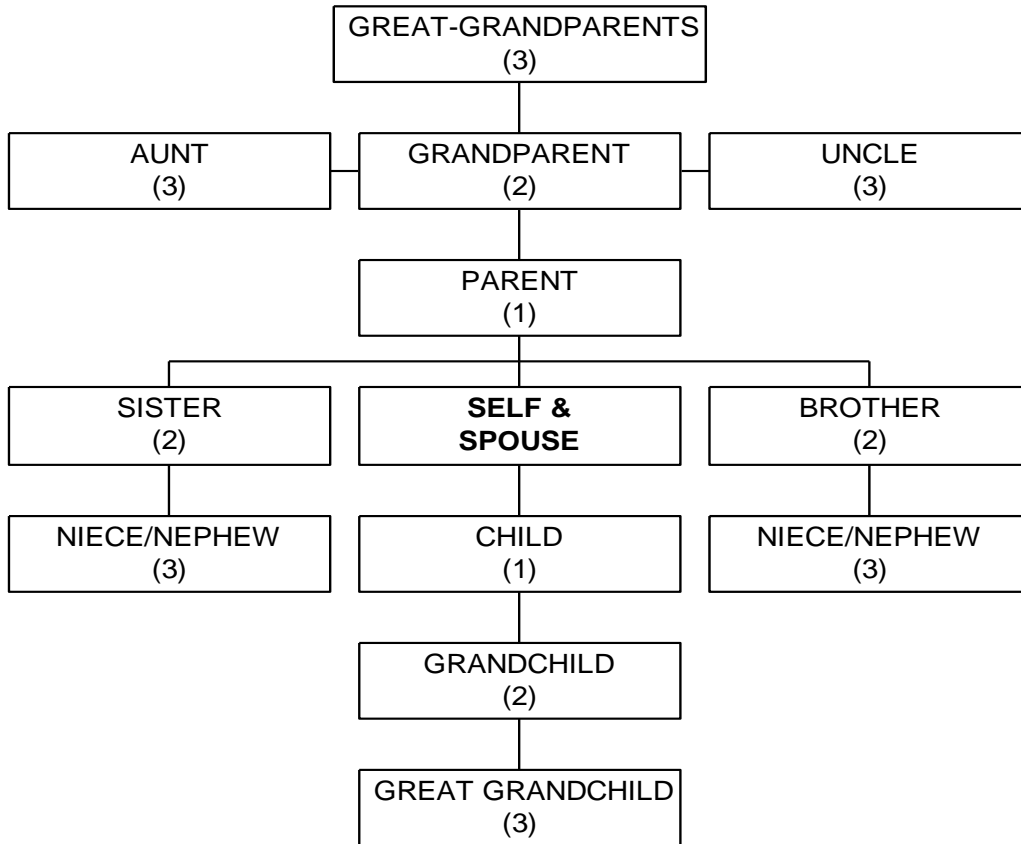 GREAT-GRANDPARENTS
(3)
AUNT
(3)
GRANDPARENT
(2)
UNCLE
(3)
PARENT
(1)
SISTER
(2)
SELF &
SPOUSE
BROTHER
(2)
NIECE/NEPHEW
(3)
CHILD
(1)
NIECE/NEPHEW
(3)
GRANDCHILD
(2)
GREAT GRANDCHILD
(3)